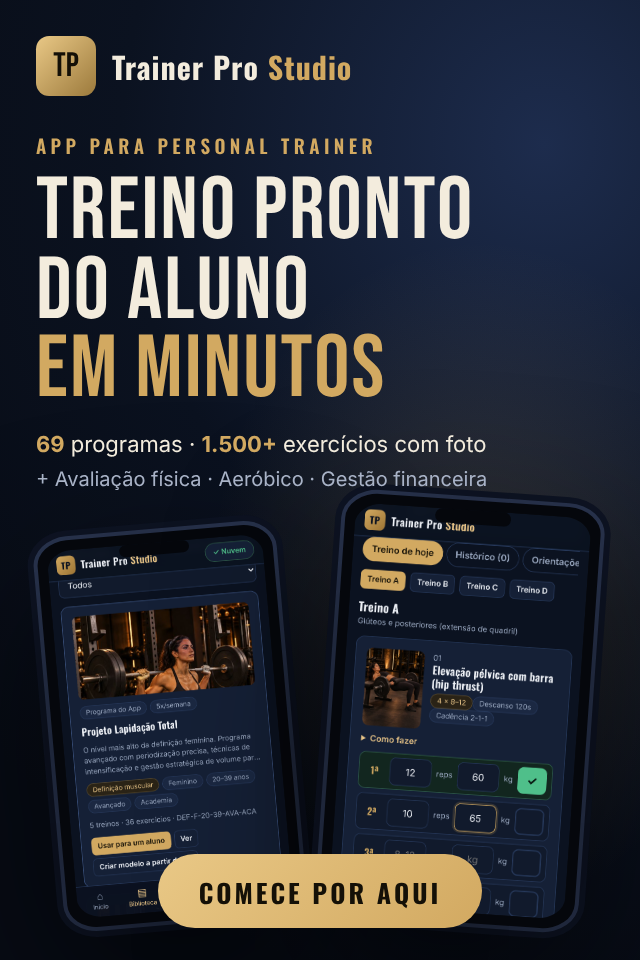 TP
Trainer Pro Studio
APP PARA PERSONAL TRAINER
TREINO PRONTO
DO ALUNO
EM MINUTOS
69 programas · 1.500+ exercícios com foto
+ Avaliação física · Aeróbico · Gestão financeira
TP
Trainer Pro Studio
✓ Nuvem
Todos
Programa do App
5x/semana
Projeto Lapidação Total
O nível mais alto da definição feminina. Programa
avançado com periodização precisa, técnicas de
intensificação e gestão estratégica de volume par...
Definição muscular
Feminino
20-39 anos
Avançado
Academia
5 treinos · 36 exercícios · DEF-F-20-39-AVA-ACA
Usar para um aluno
Ver
Criar modelo a partir
Início
Biblioteca
TP
Trainer Pro Studio
Treino de hoje
Histórico (0)
Orientaçõe
Treino A
Treino B
Treino C
Treino D
Treino A
Glúteos e posteriores (extensão de quadril)
01
Elevação pélvica com barra
(hip thrust)
4 × 8-12
Descanso 120s
Cadência 2-1-1
▶ Como fazer
1ª 12 reps 60 kg ✓
2ª 10 reps 65 kg
3ª 8-12 kg kg
COMECE POR AQUI